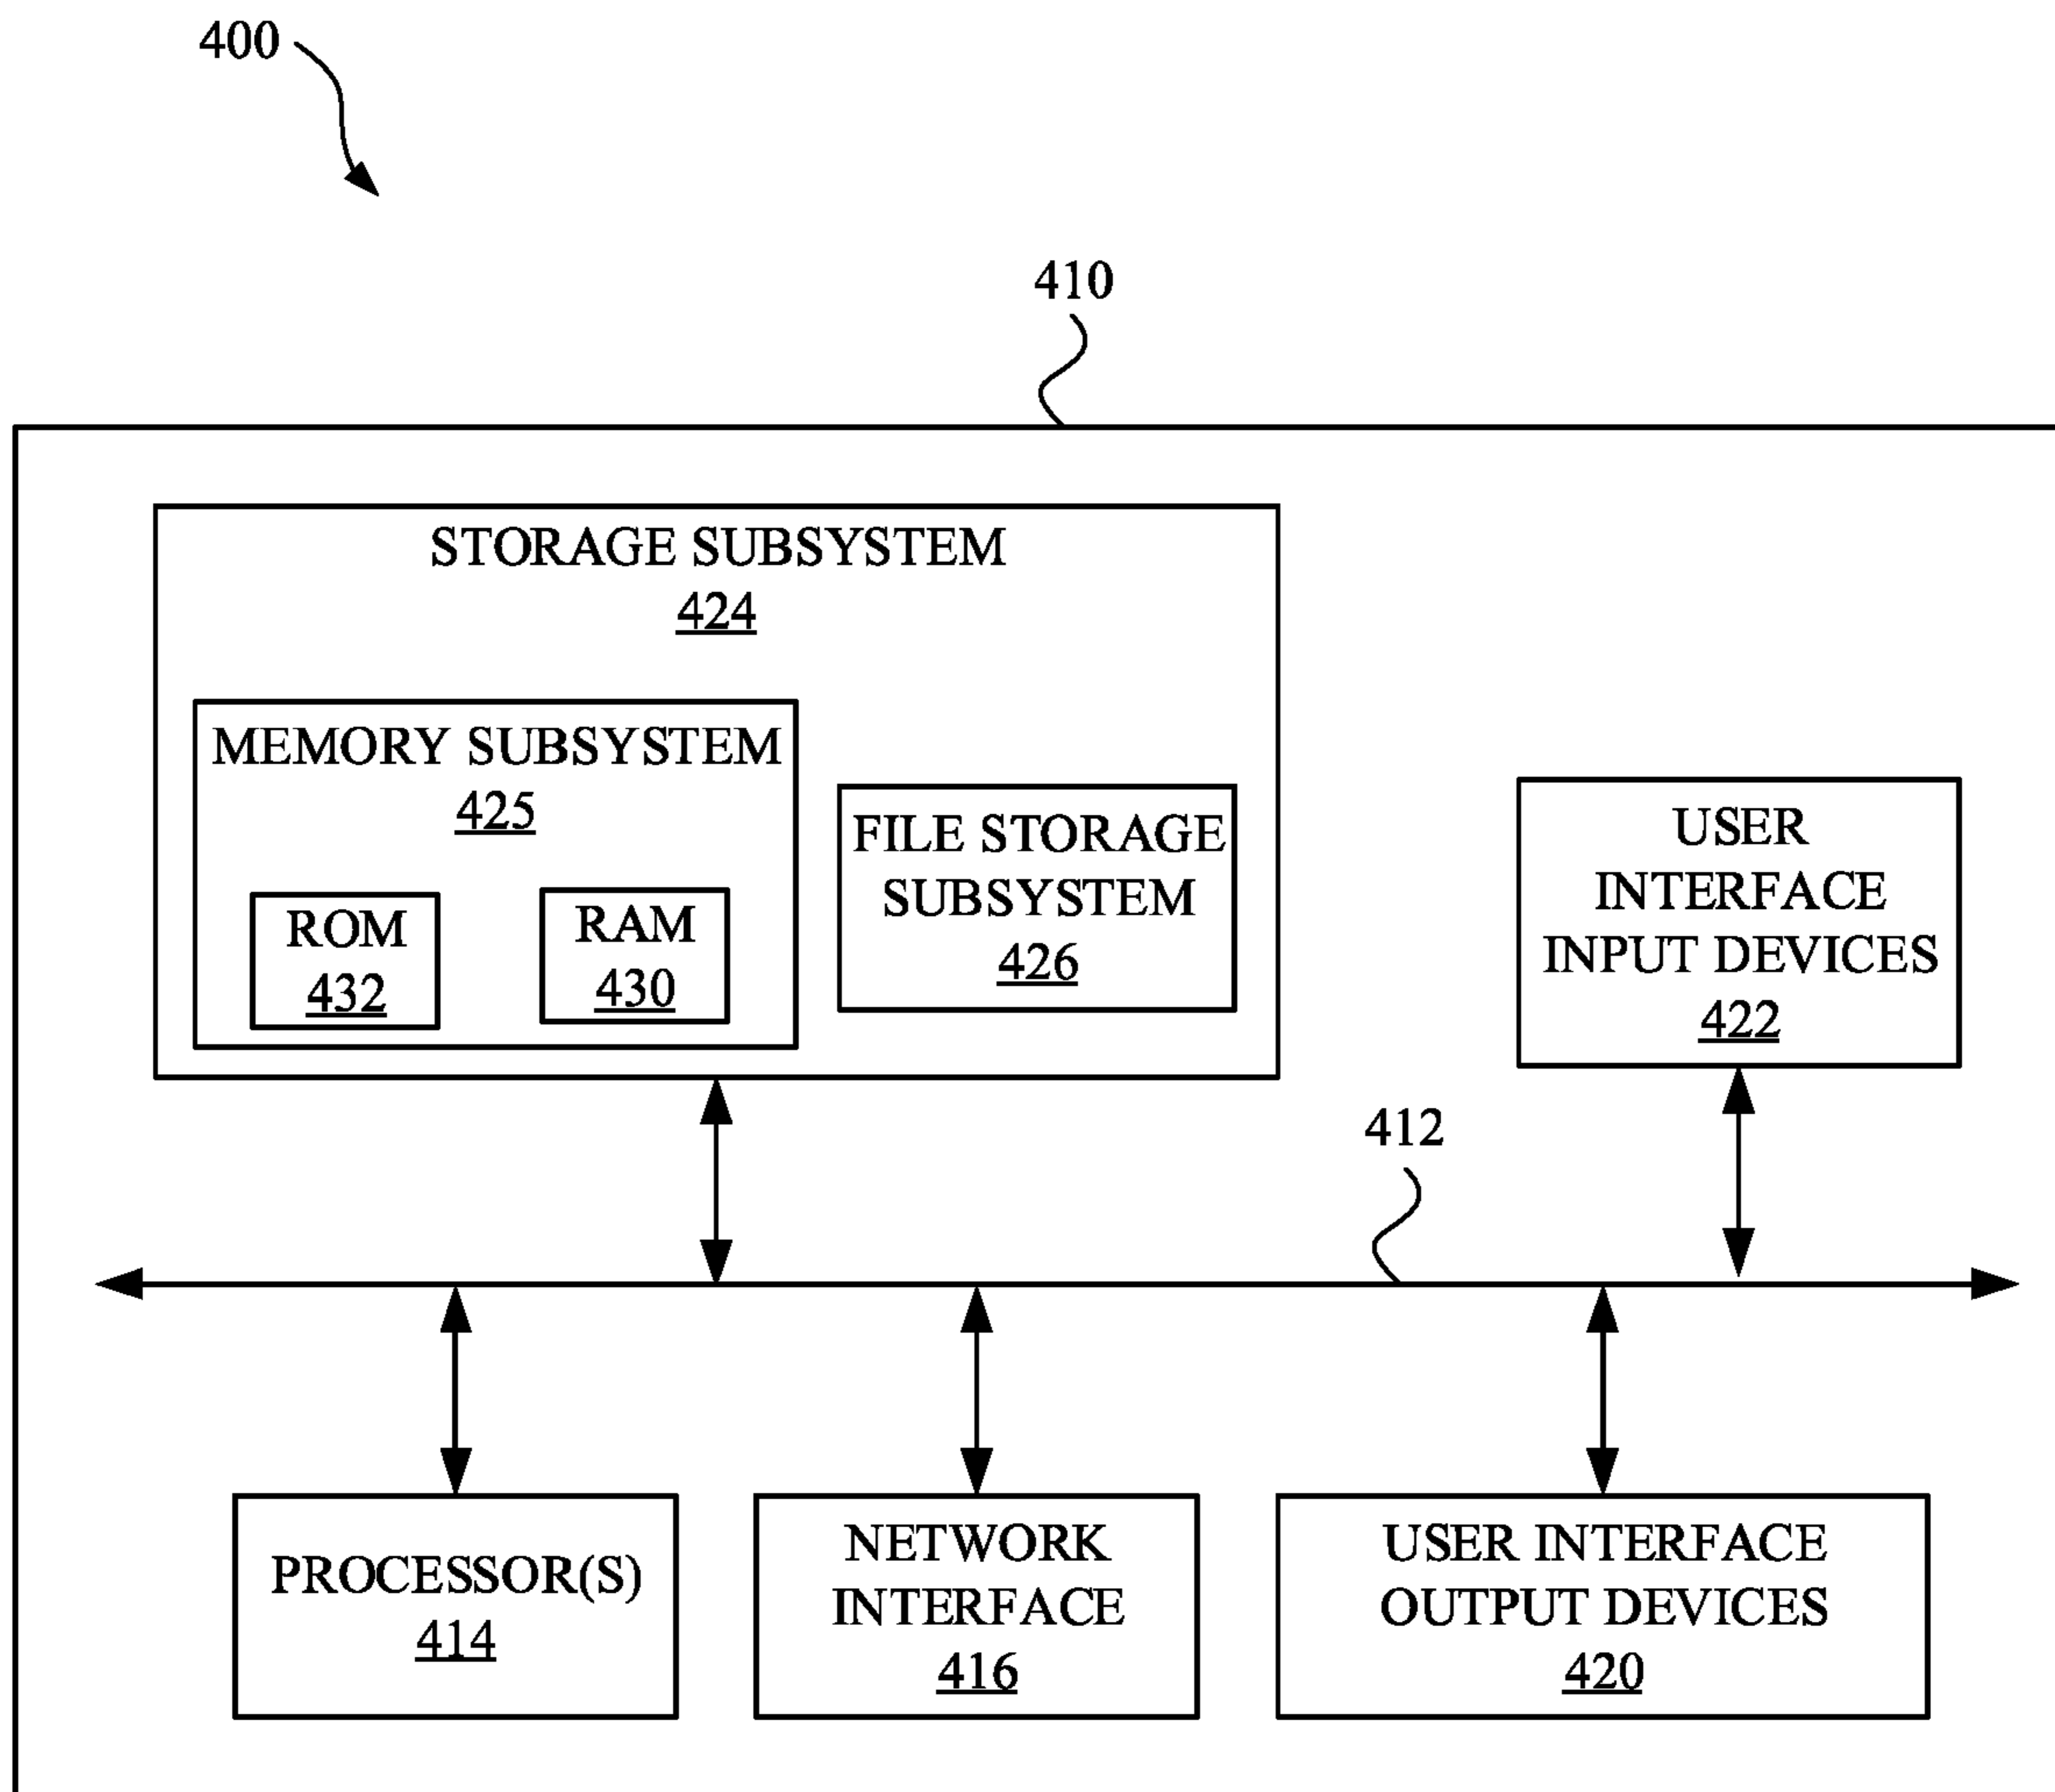 400
410
STORAGE SUBSYSTEM
424
MEMORY SUBSYSTEM
425
ROM
432
RAM
430
FILE STORAGE
SUBSYSTEM
426
USER
INTERFACE
INPUT DEVICES
422
412
PROCESSOR(S)
414
NETWORK
INTERFACE
416
USER INTERFACE
OUTPUT DEVICES
420